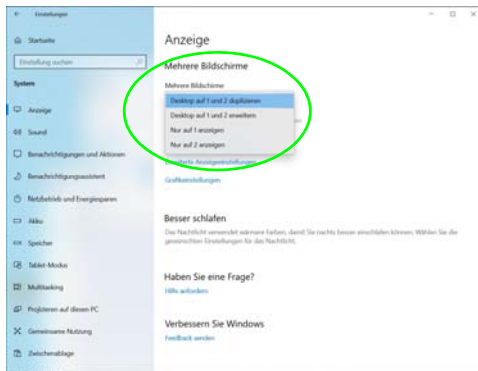 Einstellungen
Startseite
Einstellung suchen
System
Anzeige
Sound
Benachrichtigungen und Aktionen
Benachrichtigungsassistent
Netzbetrieb und Energiesparen
Akku
Speicher
Tablet-Modus
Multitasking
Projizieren auf diesen PC
Gemeinsame Nutzung
Zwischenablage
Anzeige
Mehrere Bildschirme
Mehrere Bildschirme
Desktop auf 1 und 2 duplizieren
Desktop auf 1 und 2 erweitern
Nur auf 1 anzeigen
Nur auf 2 anzeigen
Erweiterte Anzeigeeinstellungen
Grafikeinstellungen
Besser schlafen
Das Nachtlicht verwendet wärmere Farben, damit Sie nachts besser einschlafen können. Wählen Sie die
gewünschten Einstellungen für das Nachtlicht.
Haben Sie eine Frage?
Hilfe anfordern
Verbessern Sie Windows
Feedback senden